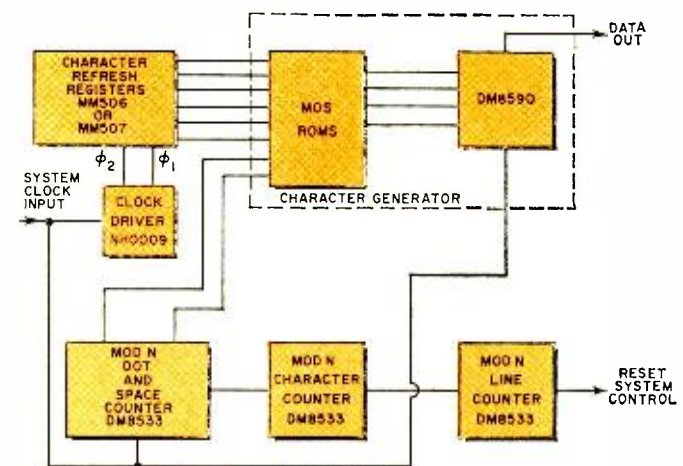 CHARACTER
REFRESH
REGISTERS
MM506
OR
MM507
MOS
ROMS
DM8590
DATA
OUT
ϕ2
ϕ1
SYSTEM
CLOCK
INPUT
CLOCK
DRIVER
NH0009
CHARACTER GENERATOR
MOD N
DOT
AND
SPACE
COUNTER
DM8533
MOD N
CHARACTER
COUNTER
DM8533
MOD N
LINE
COUNTER
DM8533
RESET
SYSTEM
CONTROL